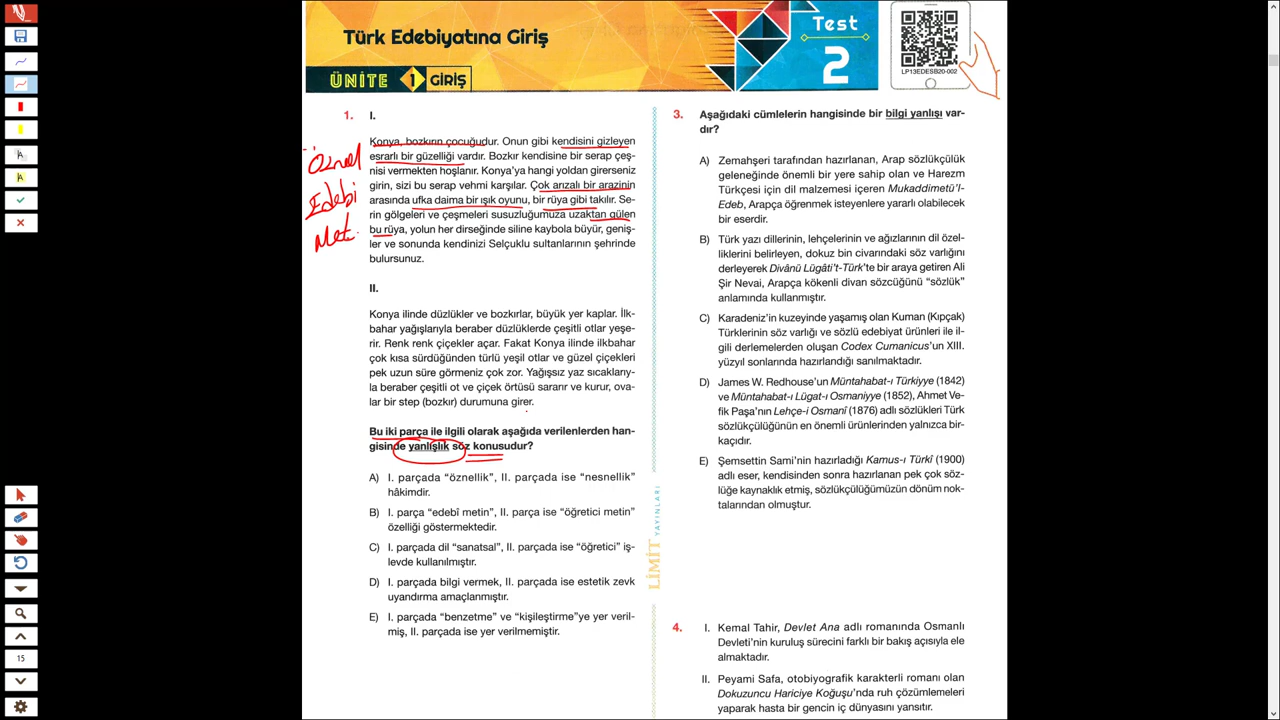 Türk Edebiyatına Giriş
ÜNİTE 1 GİRİŞ
Test
2
LP13EDESB20-002
1. I.
Konya, bozkırın çocuğudur. Onun gibi kendisini gizleyen
esrarlı bir güzelliği vardır. Bozkır kendisine bir serap çeş-
nisi vermekten hoşlanır. Konya'ya hangi yoldan girerseniz
girin, sizi bu serap vehmi karşılar. Çok arızalı bir arazinin
arasında ufka daima bir ışık oyunu, bir rüya gibi takılır. Se-
rin gölgeleri ve çeşmeleri susuzluğumuza uzaktan gülen
bu rüya, yolun her dirseğinde siline kaybola büyür, geniş-
ler ve sonunda kendinizi Selçuklu sultanlarının şehrinde
bulursunuz.
Öznel
Edebi
Met
II.
Konya ilinde düzlükler ve bozkırlar, büyük yer kaplar. İlk-
bahar yağışlarıyla beraber düzlüklerde çeşitli otlar yeşe-
rir. Renk renk çiçekler açar. Fakat Konya ilinde ilkbahar
çok kısa sürdüğünden türlü yeşil otlar ve güzel çiçekleri
pek uzun süre görmeniz çok zor. Yağışsız yaz sıcaklarıy-
la beraber çeşitli ot ve çiçek örtüsü sararır ve kurur, ova-
lar bir step (bozkır) durumuna girer.
Bu iki parça ile ilgili olarak aşağıda verilenlerden han-
gisinde yanlışlık söz konusudur?
A) I. parçada "öznellik", II. parçada ise "nesnellik"
hâkimdir.
B) I. parça "edebî metin", II. parça ise "öğretici metin"
özelliği göstermektedir.
C) I. parçada dil "sanatsal", II. parçada ise "öğretici" iş-
levde kullanılmıştır.
D) I. parçada bilgi vermek, II. parçada ise estetik zevk
uyandırma amaçlanmıştır.
E) I. parçada "benzetme" ve "kişileştirme"ye yer veril-
miş, II. parçada ise yer verilmemiştir.
LİMİT YAYINLARI
3. Aşağıdaki cümlelerin hangisinde bir bilgi yanlışı var-
dır?
A) Zemahşeri tarafından hazırlanan, Arap sözlükçülük
geleneğinde önemli bir yere sahip olan ve Harezm
Türkçesi için dil malzemesi içeren Mukaddimetü'l-
Edeb, Arapça öğrenmek isteyenlere yararlı olabilecek
bir eserdir.
B) Türk yazı dillerinin, lehçelerinin ve ağızlarının dil özel-
liklerini belirleyen, dokuz bin civarındaki söz varlığını
derleyerek Divânü Lügâti't-Türk'te bir araya getiren Ali
Şir Nevai, Arapça kökenli divan sözcüğünü "sözlük"
anlamında kullanmıştır.
C) Karadeniz'in kuzeyinde yaşamış olan Kuman (Kıpçak)
Türklerinin söz varlığı ve sözlü edebiyat ürünleri ile il-
gili derlemelerden oluşan Codex Cumanicus'un XIII.
yüzyıl sonlarında hazırlandığı sanılmaktadır.
D) James W. Redhouse'un Müntahabat-ı Türkiyye (1842)
ve Müntahabat-ı Lügat-ı Osmaniyye (1852), Ahmet Ve-
fik Paşa'nın Lehçe-i Osmanî (1876) adlı sözlükleri Türk
sözlükçülüğünün en önemli ürünlerinden yalnızca bir-
kaçıdır.
E) Şemsettin Sami'nin hazırladığı Kamus-ı Türkî (1900)
adlı eser, kendisinden sonra hazırlanan pek çok söz-
lüğe kaynaklık etmiş, sözlükçülüğümüzün dönüm nok-
talarından olmuştur.
4. I. Kemal Tahir, Devlet Ana adlı romanında Osmanlı
Devleti'nin kuruluş sürecini farklı bir bakış açısıyla ele
almaktadır.
II. Peyami Safa, otobiyografik karakterli romanı olan
Dokuzuncu Hariciye Koğuşu'nda ruh çözümlemeleri
yaparak hasta bir gencin iç dünyasını yansıtır.
15